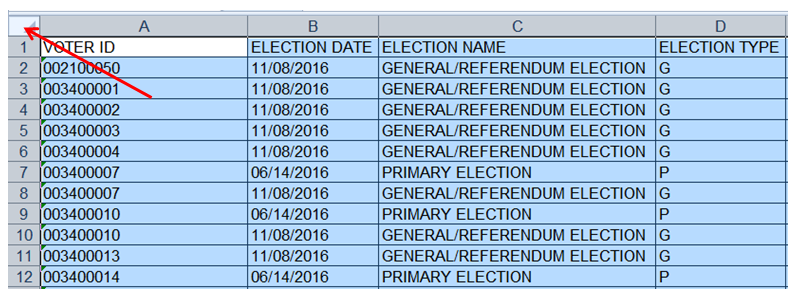 A B C D
1 VOTER ID ELECTION DATE ELECTION NAME ELECTION TYPE
2 002100050 11/08/2016 GENERAL/REFERENDUM ELECTION G
3 003400001 11/08/2016 GENERAL/REFERENDUM ELECTION G
4 003400002 11/08/2016 GENERAL/REFERENDUM ELECTION G
5 003400003 11/08/2016 GENERAL/REFERENDUM ELECTION G
6 003400004 11/08/2016 GENERAL/REFERENDUM ELECTION G
7 003400007 06/14/2016 PRIMARY ELECTION P
8 003400007 11/08/2016 GENERAL/REFERENDUM ELECTION G
9 003400010 06/14/2016 PRIMARY ELECTION P
10 003400010 11/08/2016 GENERAL/REFERENDUM ELECTION G
11 003400013 11/08/2016 GENERAL/REFERENDUM ELECTION G
12 003400014 06/14/2016 PRIMARY ELECTION P